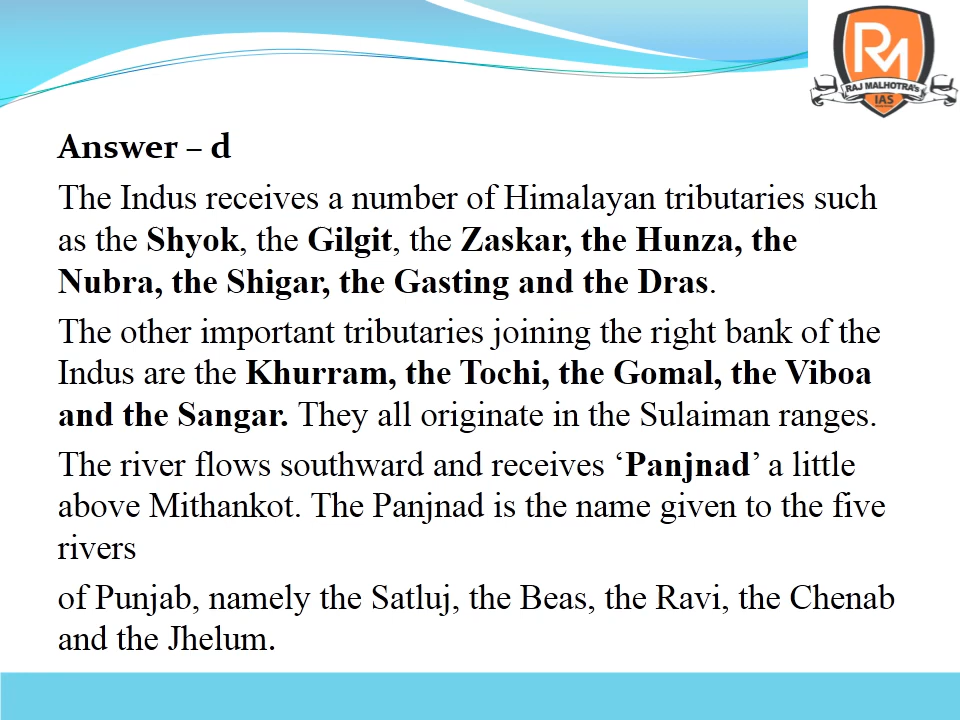 RM
RAJ MALHOTRA's
IAS
Answer – d
The Indus receives a number of Himalayan tributaries such
as the Shyok, the Gilgit, the Zaskar, the Hunza, the
Nubra, the Shigar, the Gasting and the Dras.
The other important tributaries joining the right bank of the
Indus are the Khurram, the Tochi, the Gomal, the Viboa
and the Sangar. They all originate in the Sulaiman ranges.
The river flows southward and receives ‘Panjnad’ a little
above Mithankot. The Panjnad is the name given to the five
rivers
of Punjab, namely the Satluj, the Beas, the Ravi, the Chenab
and the Jhelum.